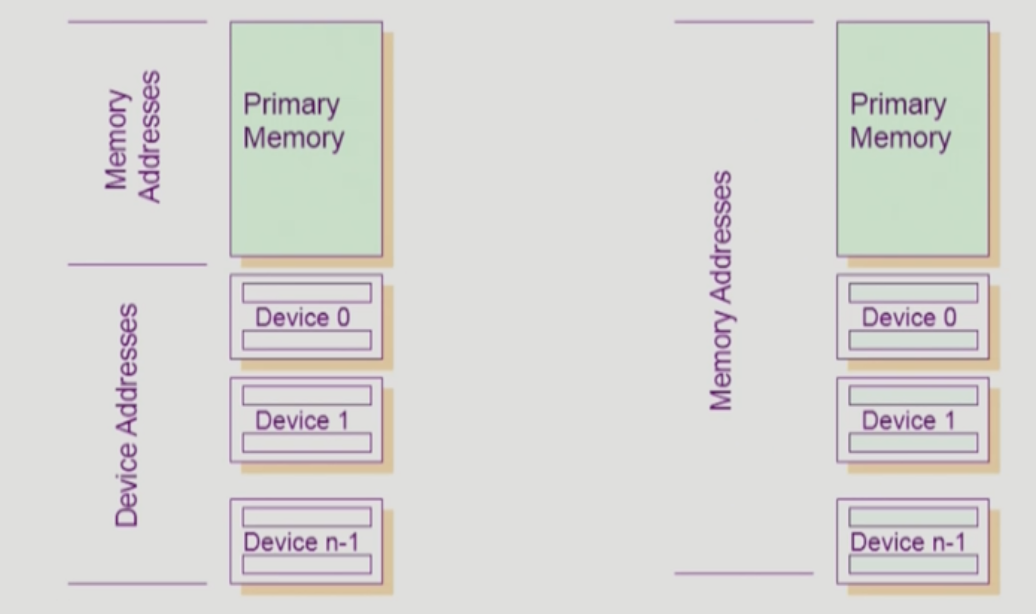 Memory
Addresses
Primary
Memory
Device Addresses
Device 0
Device 1
Device n-1
Memory Addresses
Primary
Memory
Device 0
Device 1
Device n-1